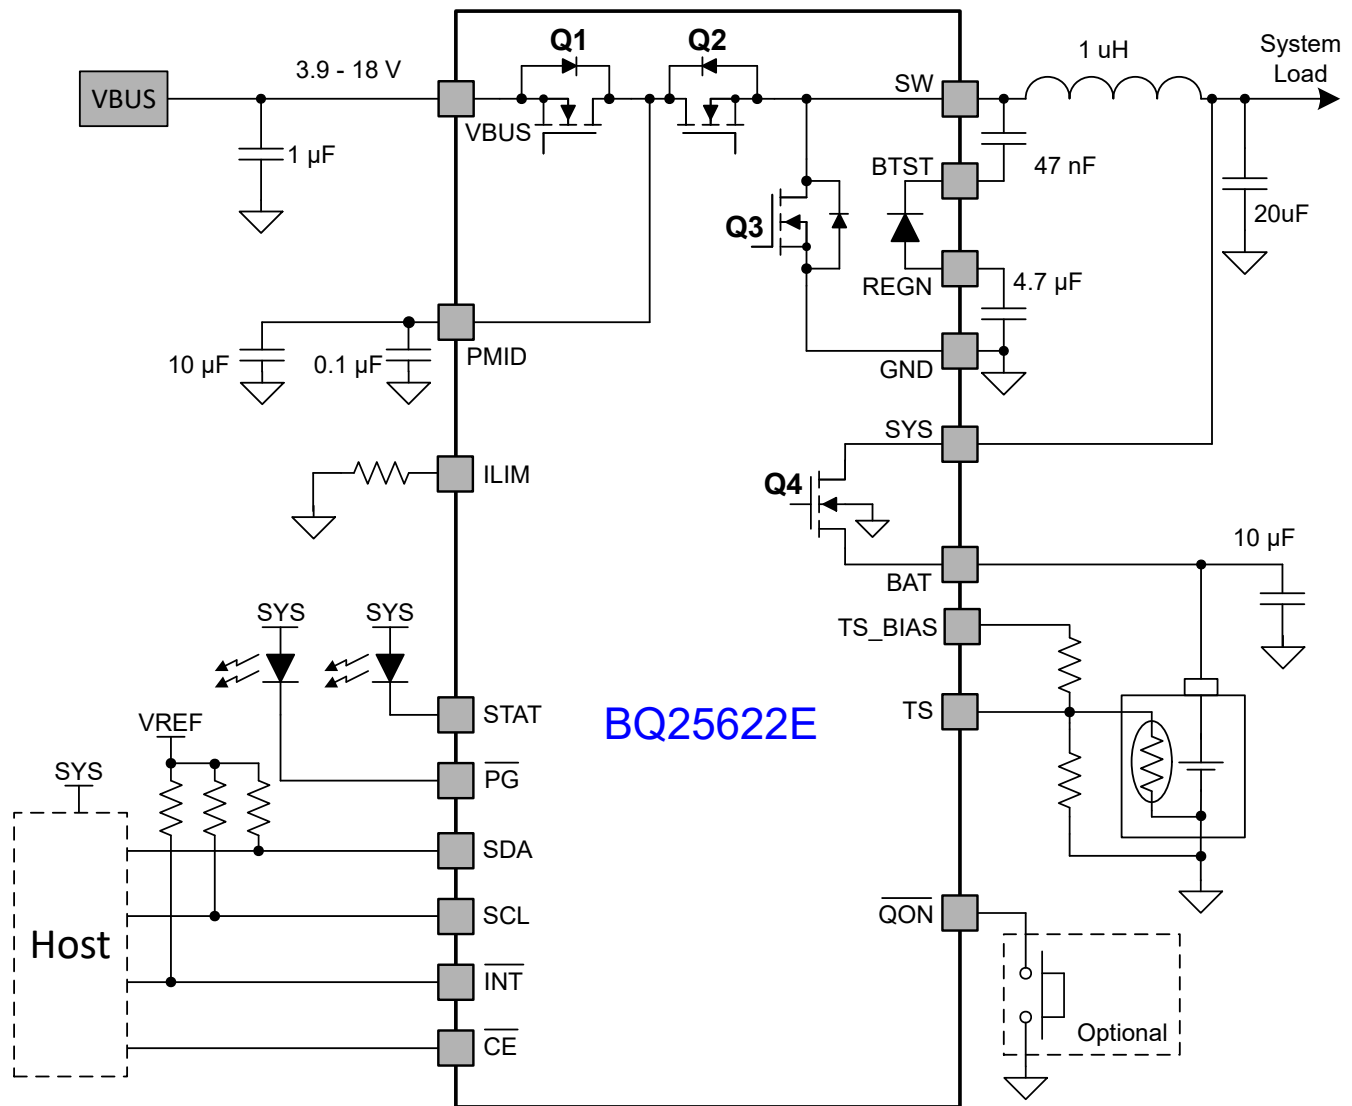 Q1
Q2
System
Load
3.9 - 18 V
1 uH
SW
VBUS
VBUS
1 µF
BTST
47 nF
20uF
Q3
REGN
4.7 µF
10 µF
0.1 µF
PMID
GND
SYS
ILIM
Q4
10 µF
BAT
SYS
SYS
TS_BIAS
STAT
BQ25622E
TS
VREF
SYS
PG
SDA
SCL
QON
Host
INT
Optional
CE